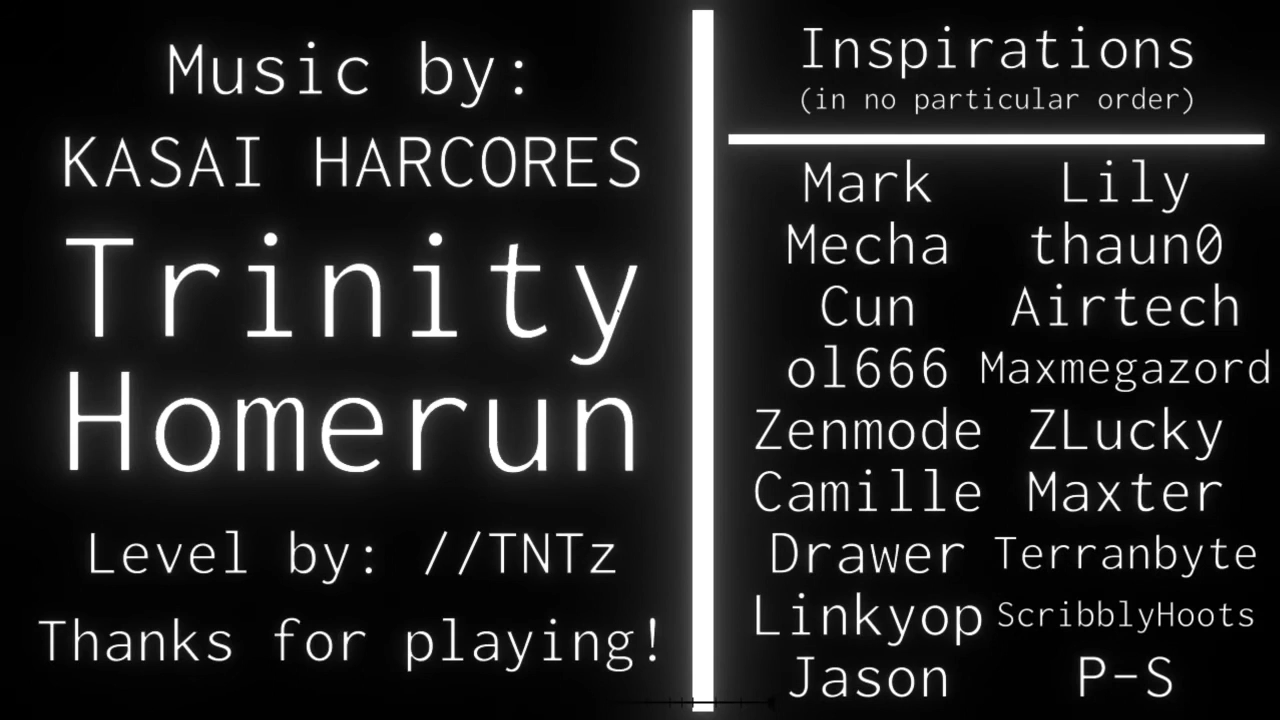 Music by:
KASAI HARCORES
Trinity
Homerun
Level by: //TNTz
Thanks for playing!
Inspirations
(in no particular order)
Mark Lily
Mecha thaun0
Cun Airtech
ol666 Maxmegazord
Zenmode ZLucky
Camille Maxter
Drawer Terranbyte
Linkyop ScribblyHoots
Jason P-S